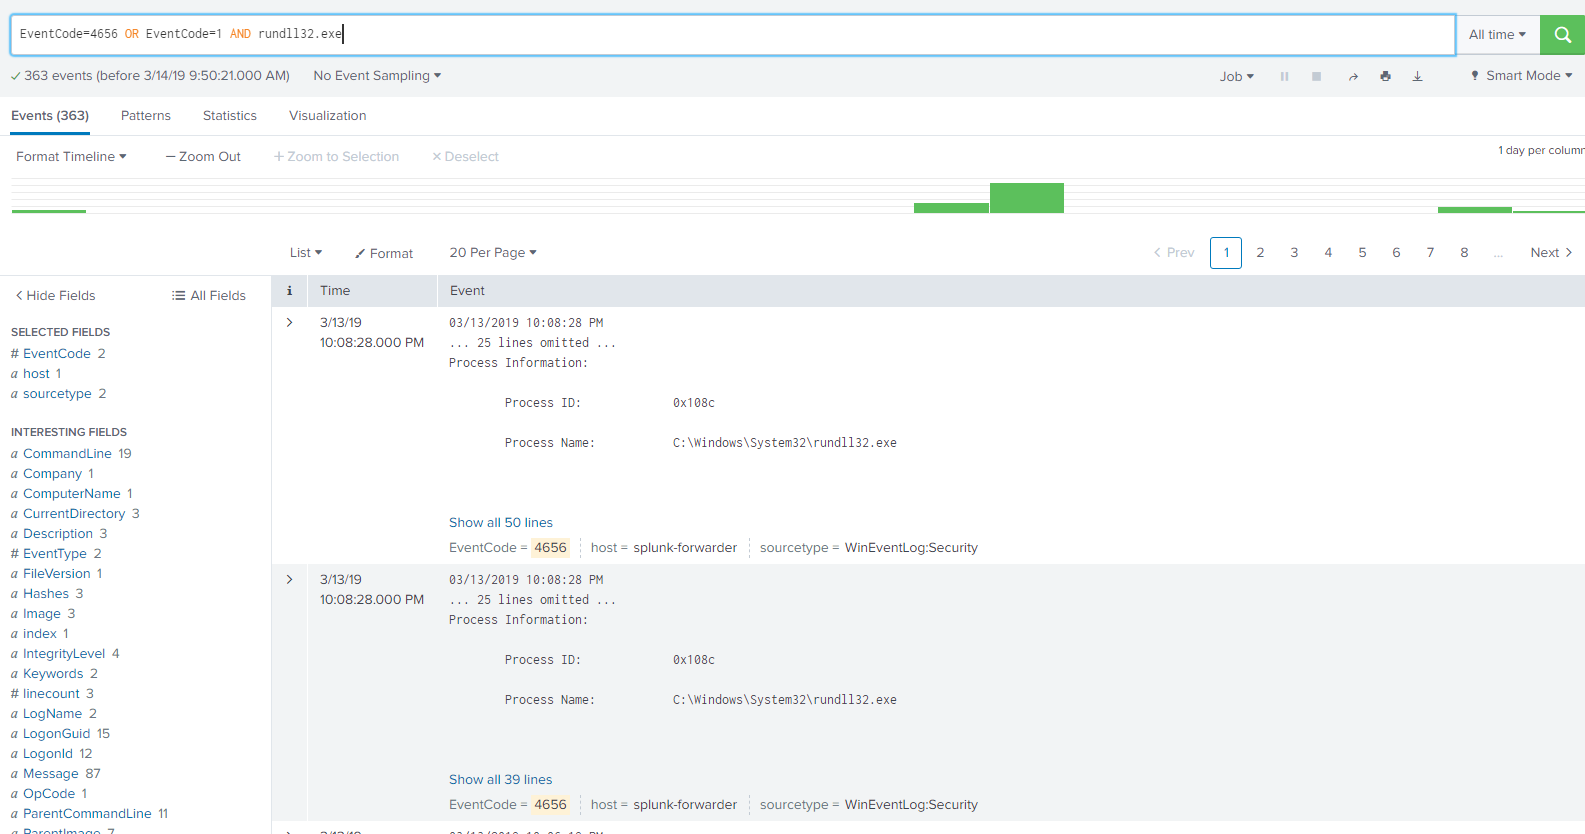 EventCode=4656 OR EventCode=1 AND rundll32.exe
All time
363 events (before 3/14/19 9:50:21.000 AM)
No Event Sampling
Job
Smart Mode
Events (363)
Patterns
Statistics
Visualization
Format Timeline
— Zoom Out
+ Zoom to Selection
× Deselect
1 day per column
List
Format
20 Per Page
< Prev
1
2
3
4
5
6
7
8
...
Next >
< Hide Fields
All Fields
i
Time
Event
SELECTED FIELDS
# EventCode 2
a host 1
a sourcetype 2
INTERESTING FIELDS
a CommandLine 19
a Company 1
a ComputerName 1
a CurrentDirectory 3
a Description 3
# EventType 2
a FileVersion 1
a Hashes 3
a Image 3
a index 1
a IntegrityLevel 4
a Keywords 2
# linecount 3
a LogName 2
a LogonGuid 15
a LogonId 12
a Message 87
a OpCode 1
a ParentCommandLine 11
a ParentImage 7
> 3/13/19
10:08:28.000 PM
03/13/2019 10:08:28 PM
... 25 lines omitted ...
Process Information:
Process ID: 0x108c
Process Name: C:\Windows\System32\rundll32.exe
Show all 50 lines
EventCode = 4656 host = splunk-forwarder sourcetype = WinEventLog:Security
> 3/13/19
10:08:28.000 PM
03/13/2019 10:08:28 PM
... 25 lines omitted ...
Process Information:
Process ID: 0x108c
Process Name: C:\Windows\System32\rundll32.exe
Show all 39 lines
EventCode = 4656 host = splunk-forwarder sourcetype = WinEventLog:Security